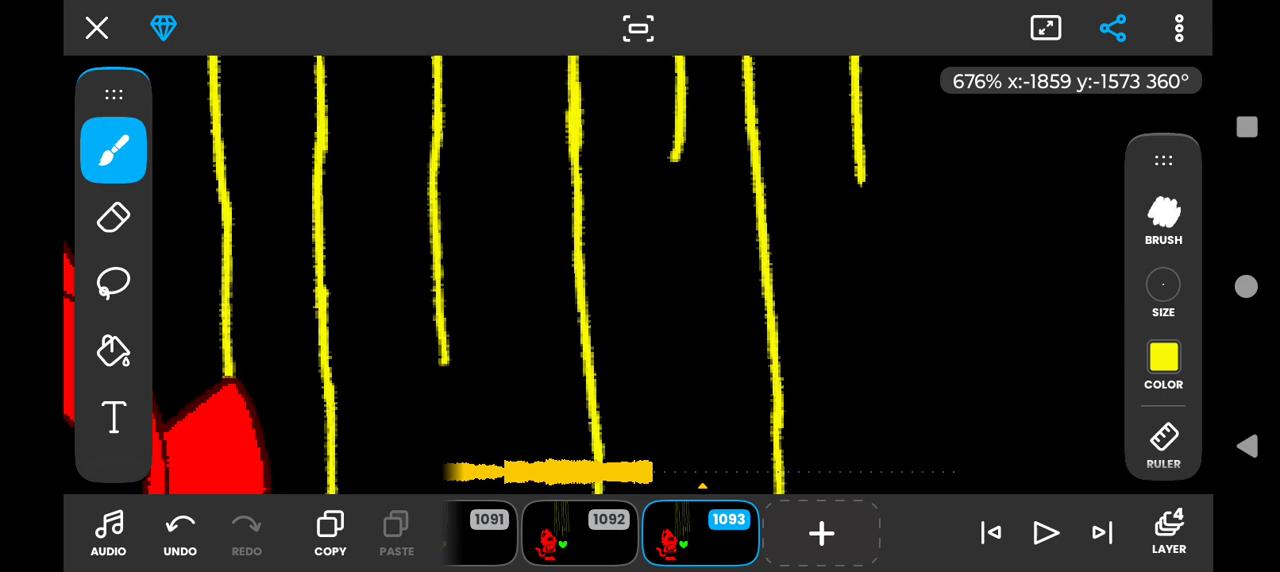 676% x:-1859 y:-1573 360°
BRUSH
SIZE
COLOR
T
RULER
1091
1092
1093
4
AUDIO
UNDO
REDO
COPY
PASTE
LAYER